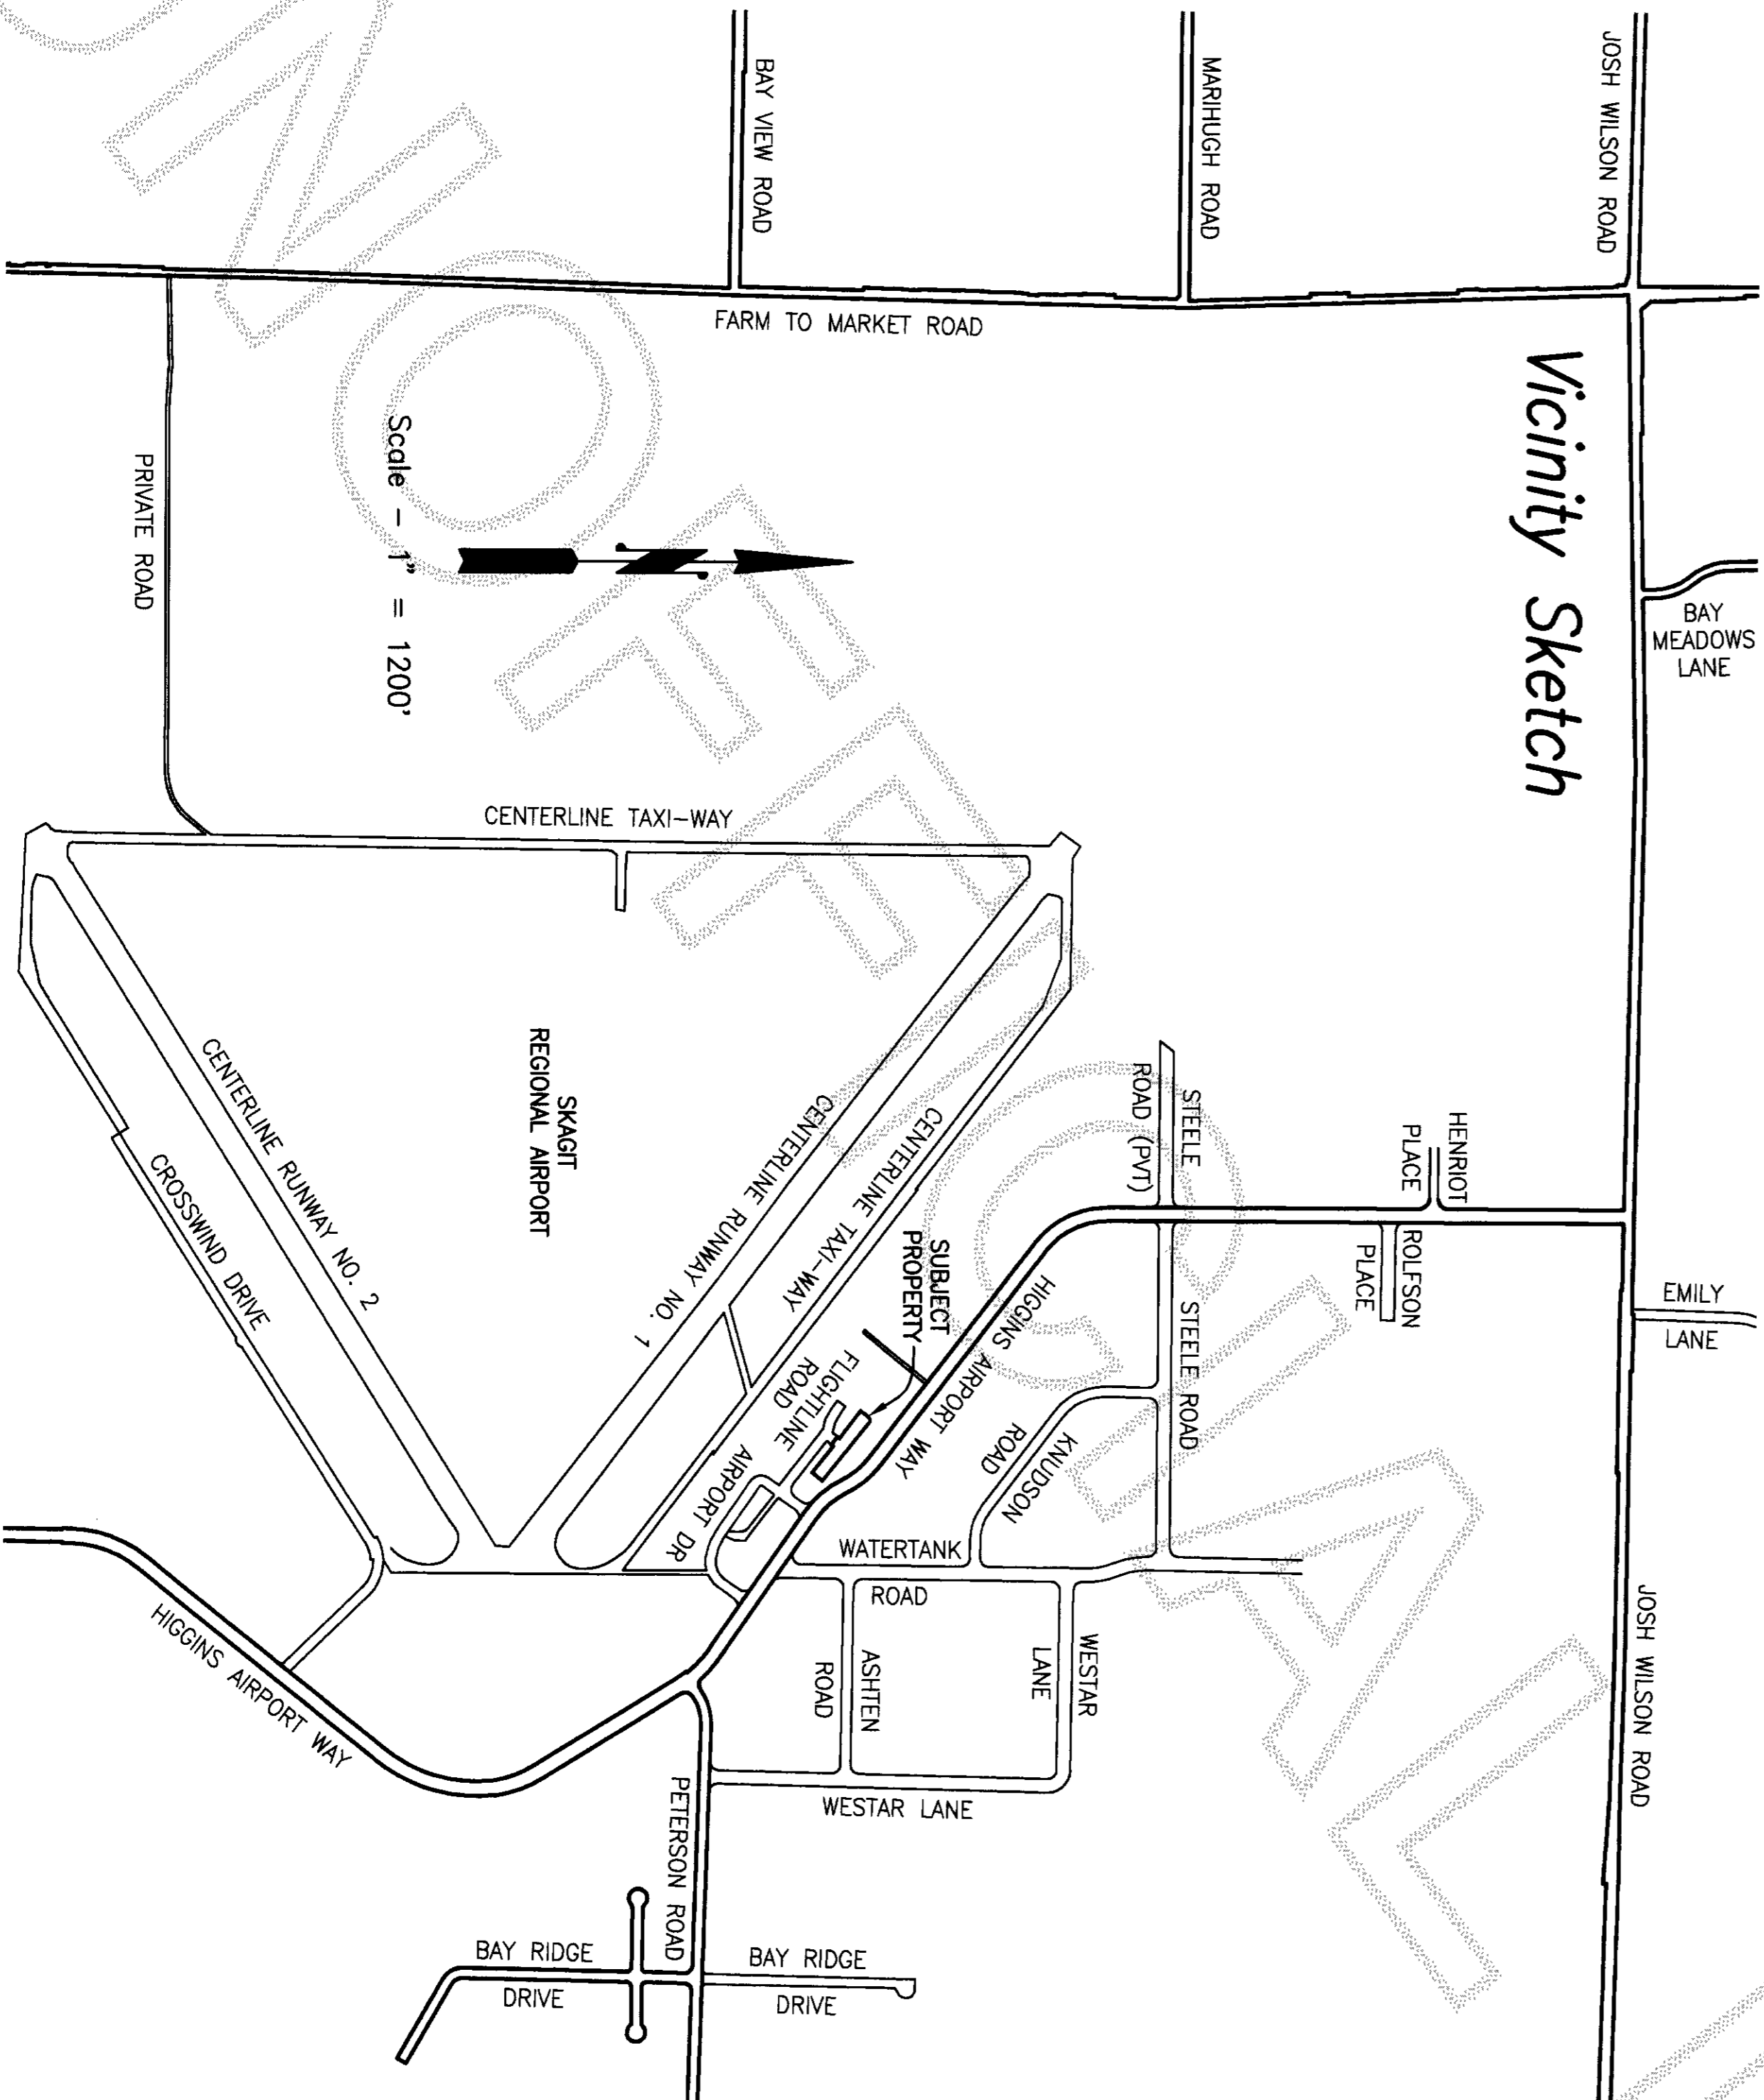 Vicinity Sketch
JOSH WILSON ROAD
BAY
MEADOWS
LANE
EMILY
LANE
JOSH WILSON ROAD
MARIHUGH ROAD
BAY VIEW ROAD
FARM TO MARKET ROAD
HENRIOT
PLACE
ROLFSON
PLACE
STEELE
ROAD (PVT)
STEELE ROAD
KNUDSON
ROAD
HIGGINS AIRPORT WAY
SUBJECT
PROPERTY
WATERTANK
ROAD
WESTAR
LANE
ASHTEN
ROAD
WESTAR LANE
FLIGHTLINE
ROAD
AIRPORT DR
CENTERLINE TAXI-WAY
CENTERLINE RUNWAY NO. 1
CENTERLINE TAXI-WAY
SKAGIT
REGIONAL AIRPORT
CENTERLINE RUNWAY NO. 2
CROSSWIND DRIVE
HIGGINS AIRPORT WAY
PETERSON ROAD
BAY RIDGE
DRIVE
BAY RIDGE
DRIVE
Scale - 1" = 1200'
PRIVATE ROAD
UNOFFICIAL